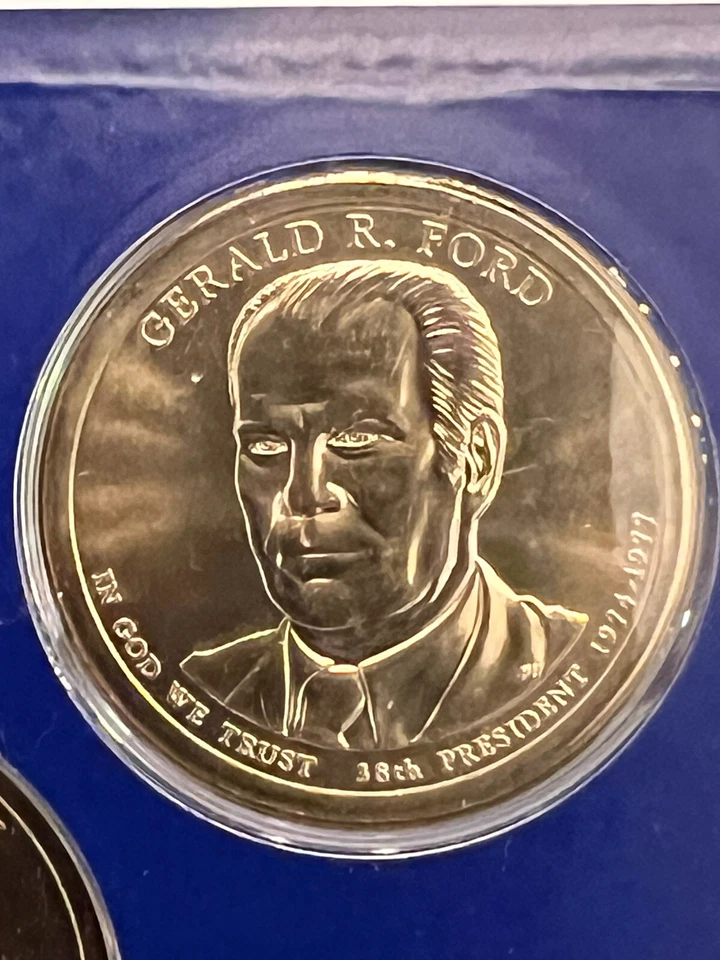 GERALD R. FORD
IN GOD WE TRUST 38th PRESIDENT 1974-1977